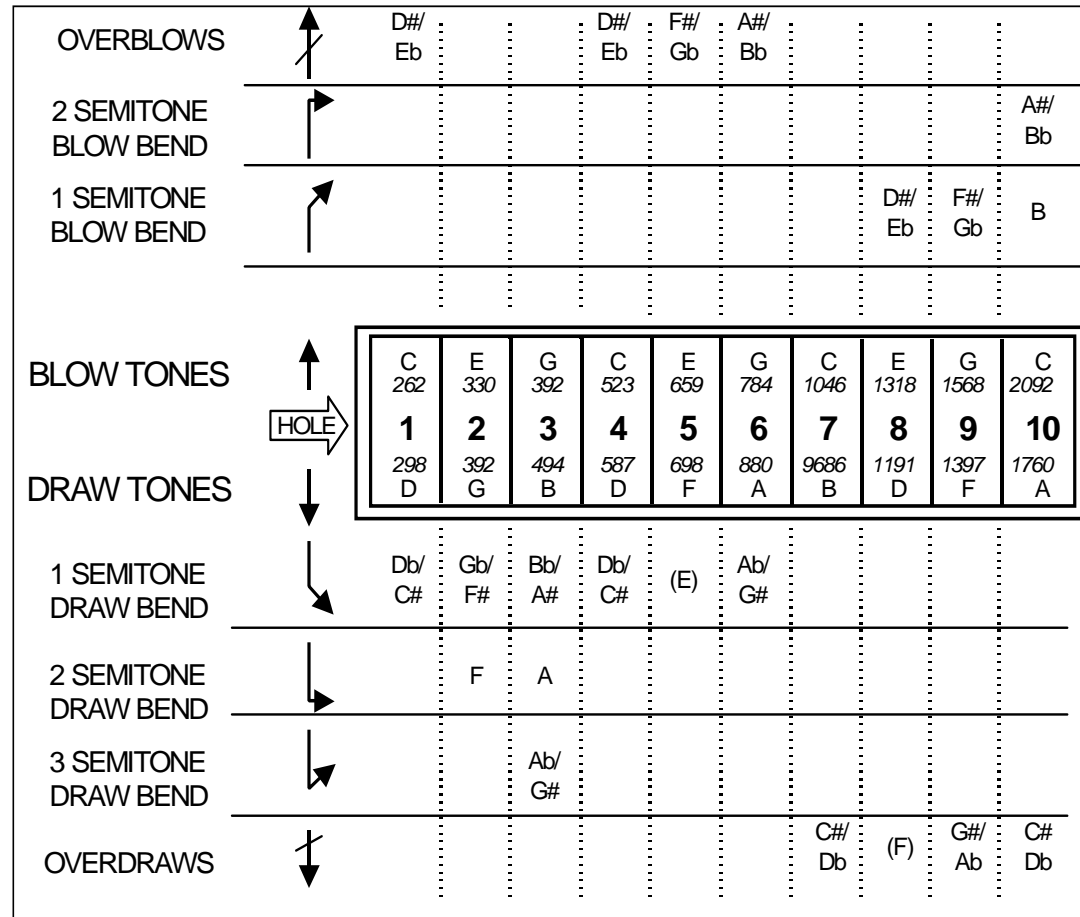 OVERBLOWS
D#/ D#/ F#/ A#/
Eb Eb Gb Bb
2 SEMITONE
BLOW BEND
A#/
Bb
1 SEMITONE
BLOW BEND
D#/ F#/ B
Eb Gb
BLOW TONES
C E G C E G C E G C
262 330 392 523 659 784 1046 1318 1568 2092
HOLE 1 2 3 4 5 6 7 8 9 10
298 392 494 587 698 880 9686 1191 1397 1760
DRAW TONES
D G B D F A B D F A
1 SEMITONE
DRAW BEND
Db/ Gb/ Bb/ Db/ (E) Ab/
C# F# A# C# G#
2 SEMITONE
DRAW BEND
F A
3 SEMITONE
DRAW BEND
Ab/
G#
OVERDRAWS
C#/ (F) G#/ C#
Db Ab Db